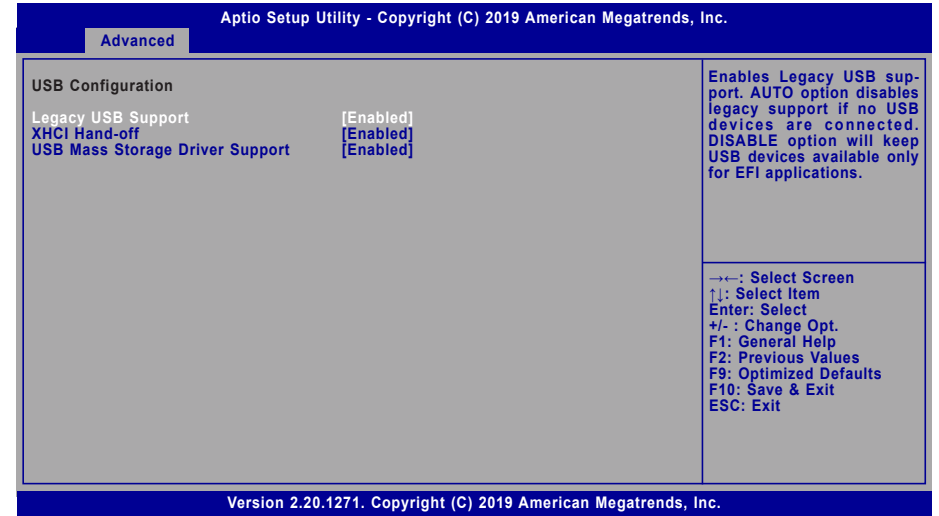 Aptio Setup Utility - Copyright (C) 2019 American Megatrends, Inc.
Advanced
USB Configuration
Legacy USB Support [Enabled]
XHCI Hand-off [Enabled]
USB Mass Storage Driver Support [Enabled]
Enables Legacy USB sup-
port. AUTO option disables
legacy support if no USB
devices are connected.
DISABLE option will keep
USB devices available only
for EFI applications.
→←: Select Screen
↑↓: Select Item
Enter: Select
+/- : Change Opt.
F1: General Help
F2: Previous Values
F9: Optimized Defaults
F10: Save & Exit
ESC: Exit
Version 2.20.1271. Copyright (C) 2019 American Megatrends, Inc.